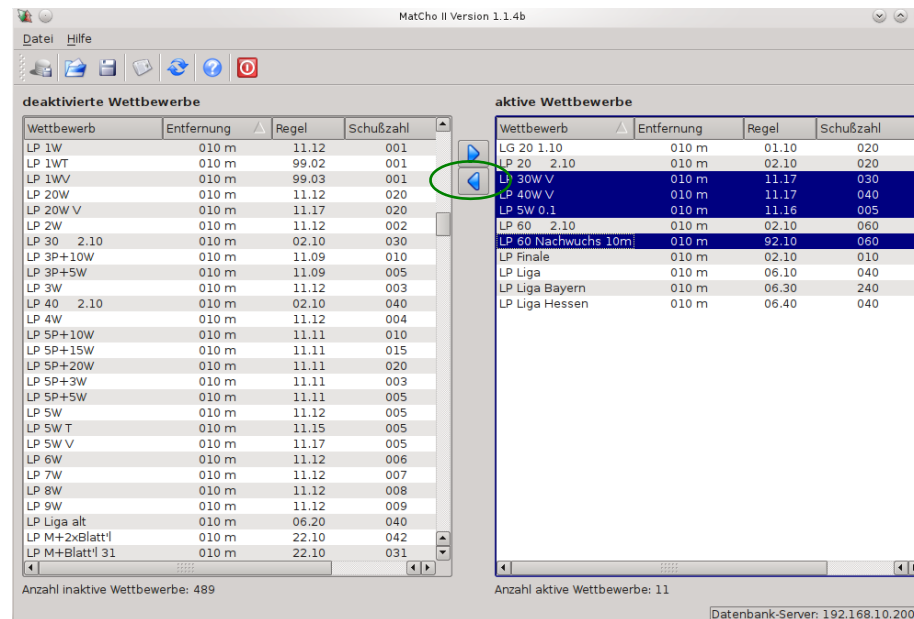 MatCho II Version 1.1.4b
Datei Hilfe
deaktivierte Wettbewerbe
Wettbewerb Entfernung Regel Schußzahl
LP 1W 010 m 11.12 001
LP 1WT 010 m 99.02 001
LP 1WV 010 m 99.03 001
LP 20W 010 m 11.12 020
LP 20W V 010 m 11.17 020
LP 2W 010 m 11.12 002
LP 30 2.10 010 m 02.10 030
LP 3P+10W 010 m 11.09 010
LP 3P+5W 010 m 11.09 005
LP 3W 010 m 11.12 003
LP 40 2.10 010 m 02.10 040
LP 4W 010 m 11.12 004
LP 5P+10W 010 m 11.11 010
LP 5P+15W 010 m 11.11 015
LP 5P+20W 010 m 11.11 020
LP 5P+3W 010 m 11.11 003
LP 5P+5W 010 m 11.11 005
LP 5W 010 m 11.12 005
LP 5W T 010 m 11.15 005
LP 5W V 010 m 11.17 005
LP 6W 010 m 11.12 006
LP 7W 010 m 11.12 007
LP 8W 010 m 11.12 008
LP 9W 010 m 11.12 009
LP Liga alt 010 m 06.20 040
LP M+2xBlatt'l 010 m 22.10 042
LP M+Blatt'l 31 010 m 22.10 031
Anzahl inaktive Wettbewerbe: 489
aktive Wettbewerbe
Wettbewerb Entfernung Regel Schußzahl
LG 20 1.10 010 m 01.10 020
LP 20 2.10 010 m 02.10 020
LP 30W V 010 m 11.17 030
LP 40W V 010 m 11.17 040
LP 5W 0.1 010 m 11.16 005
LP 60 2.10 010 m 02.10 060
LP 60 Nachwuchs 10m 010 m 92.10 060
LP Finale 010 m 02.10 010
LP Liga 010 m 06.10 040
LP Liga Bayern 010 m 06.30 240
LP Liga Hessen 010 m 06.40 040
Anzahl aktive Wettbewerbe: 11
Datenbank-Server: 192.168.10.200